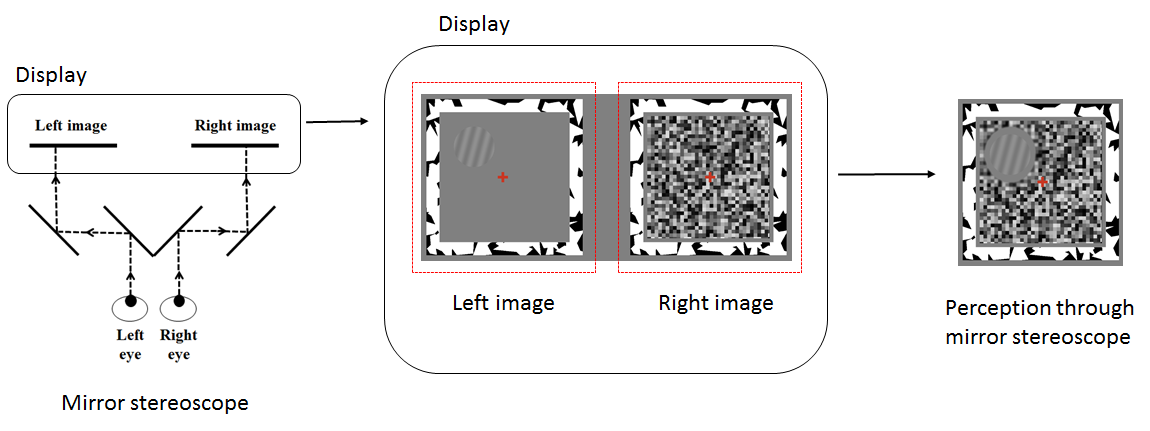 Display
Display
Left image
Right image
Left
eye
Right
eye
Mirror stereoscope
Left image
Right image
Perception through
mirror stereoscope